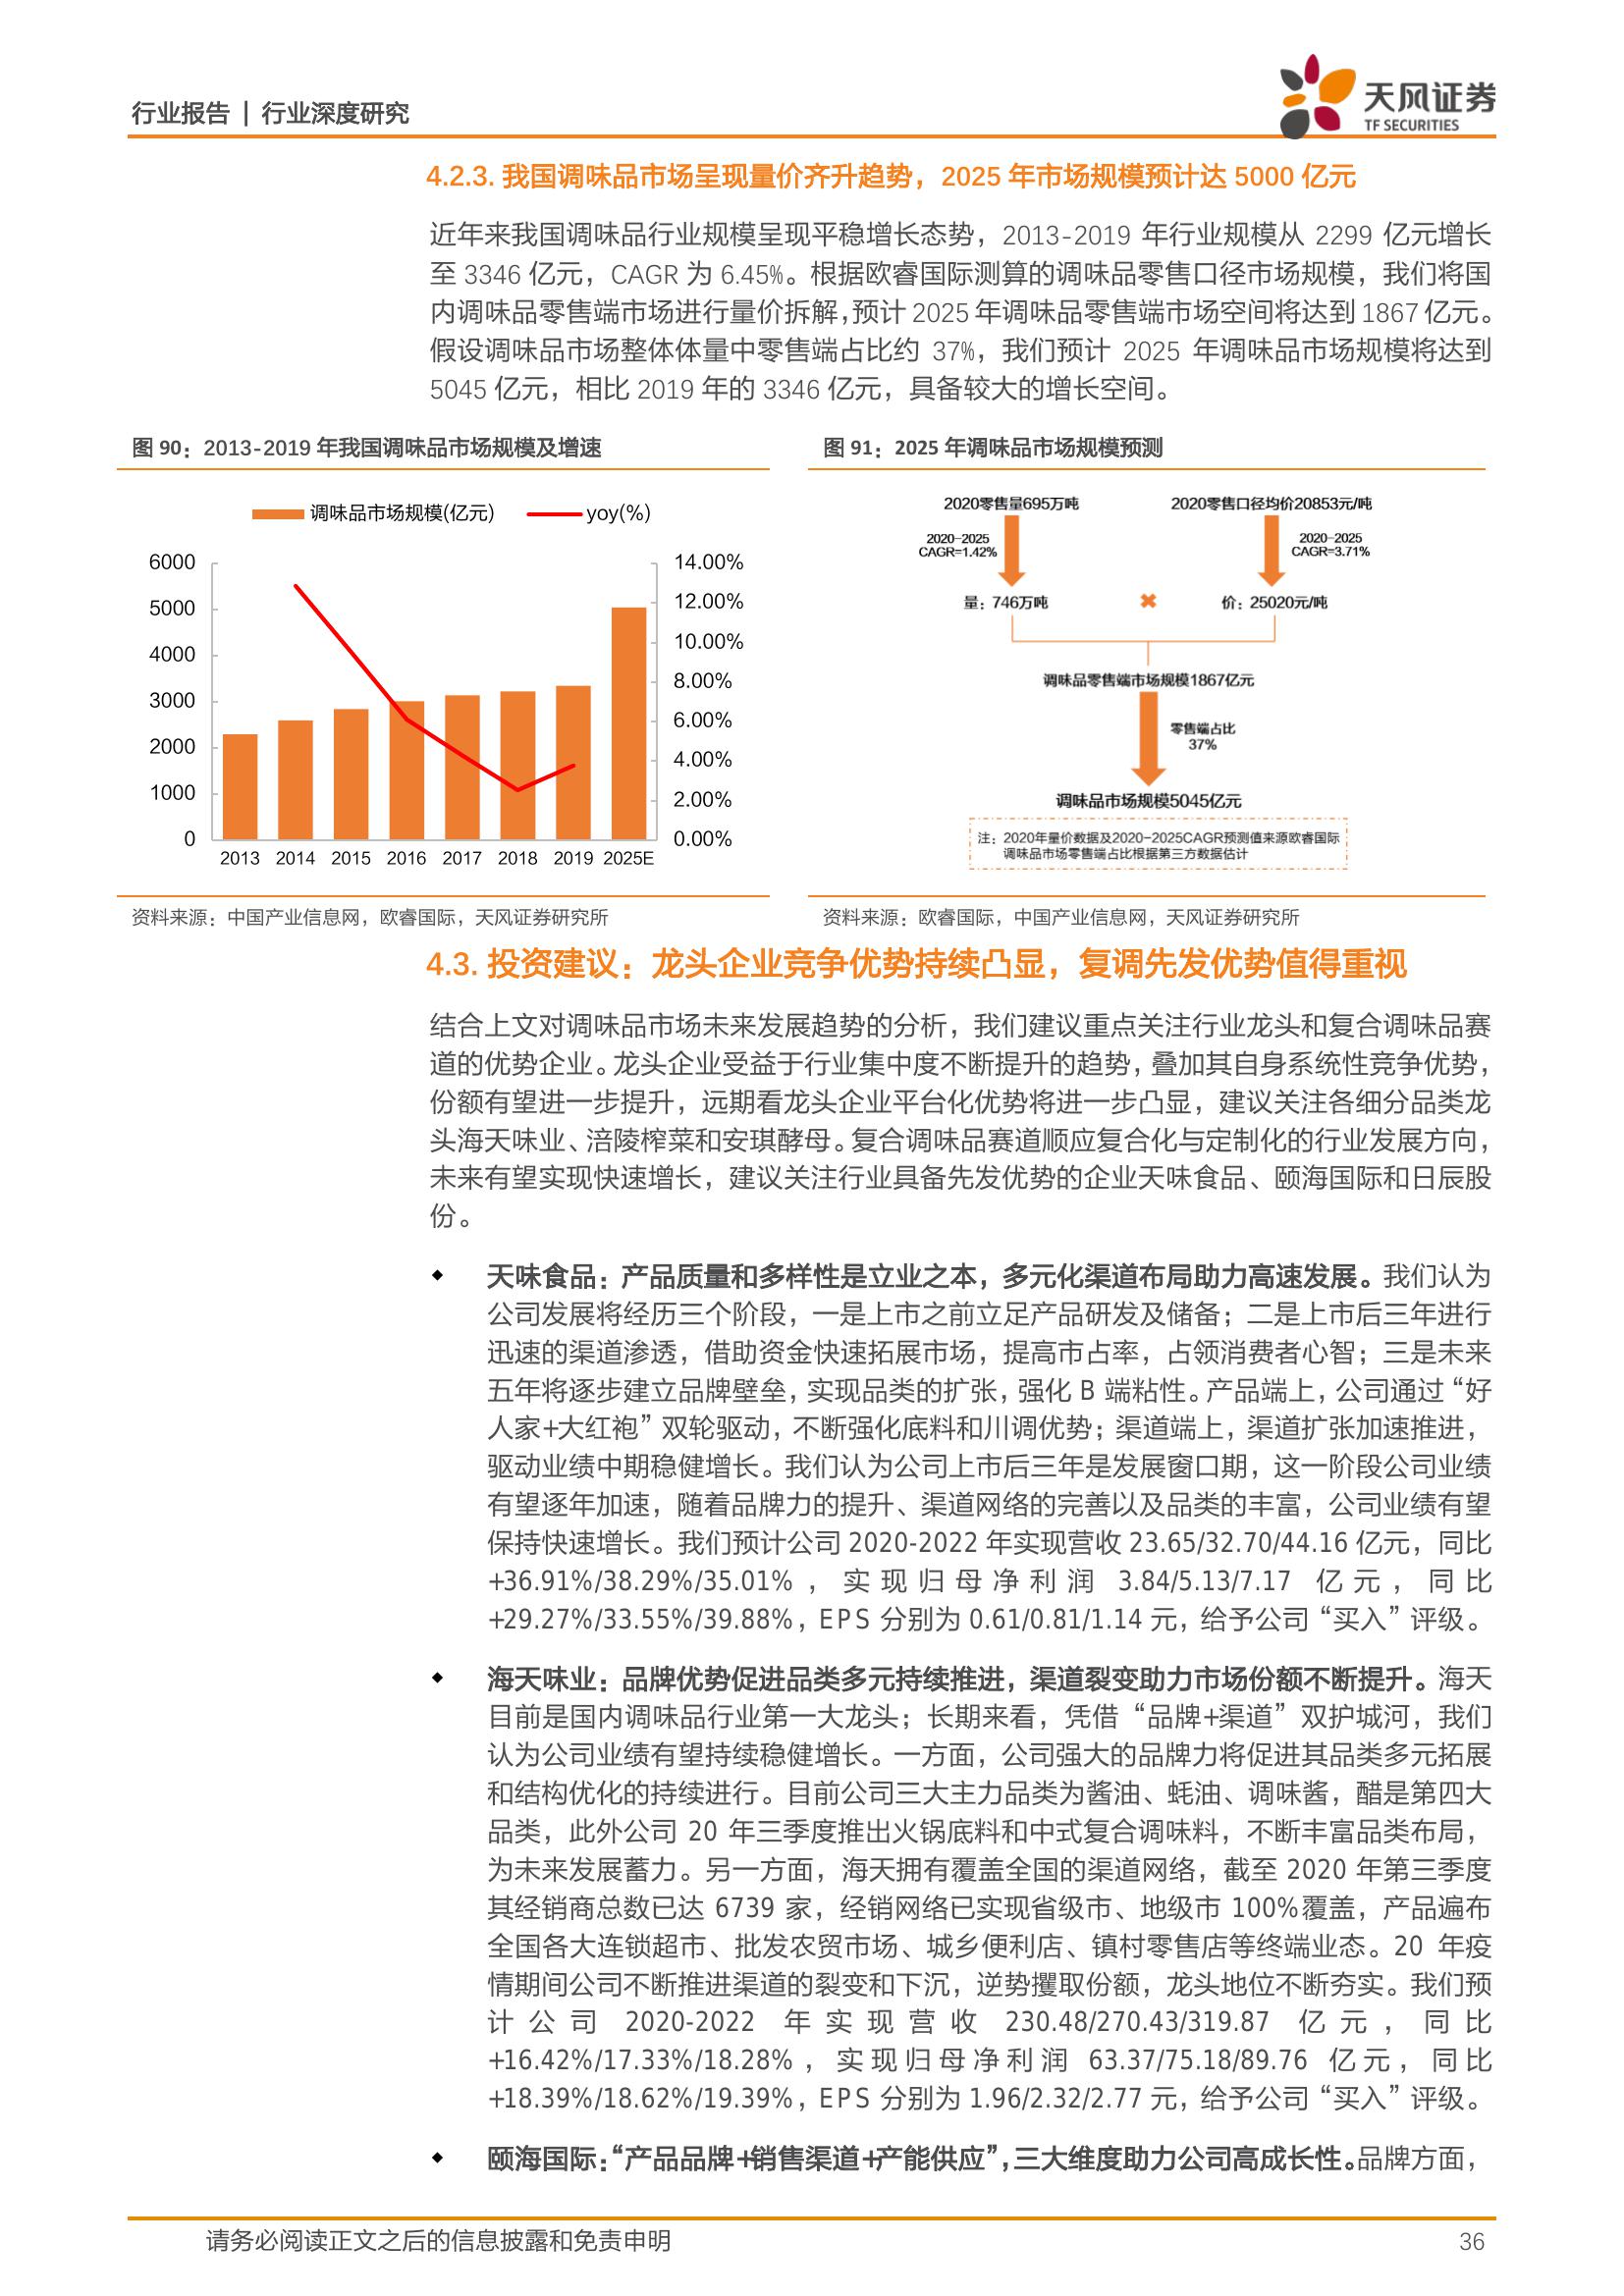 行业报告 | 行业深度研究
天风证券
TF SECURITIES
4.2.3. 我国调味品市场呈现量价齐升趋势，2025 年市场规模预计达 5000 亿元
近年来我国调味品行业规模呈现平稳增长态势，2013-2019 年行业规模从 2299 亿元增长
至 3346 亿元，CAGR 为 6.45%。根据欧睿国际测算的调味品零售口径市场规模，我们将国
内调味品零售端市场进行量价拆解，预计 2025 年调味品零售端市场空间将达到 1867 亿元。
假设调味品市场整体体量中零售端占比约 37%，我们预计 2025 年调味品市场规模将达到
5045 亿元，相比 2019 年的 3346 亿元，具备较大的增长空间。
图 90：2013-2019 年我国调味品市场规模及增速
调味品市场规模(亿元)
yoy(%)
6000
5000
4000
3000
2000
1000
0
14.00%
12.00%
10.00%
8.00%
6.00%
4.00%
2.00%
0.00%
2013 2014 2015 2016 2017 2018 2019 2025E
资料来源：中国产业信息网，欧睿国际，天风证券研究所
图 91：2025 年调味品市场规模预测
2020零售量695万吨
2020零售口径均价20853元/吨
2020-2025
CAGR=1.42%
2020-2025
CAGR=3.71%
量：746万吨
价：25020元/吨
调味品零售端市场规模1867亿元
零售端占比
37%
调味品市场规模5045亿元
注：2020年量价数据及2020-2025CAGR预测值来源欧睿国际
调味品市场零售端占比根据第三方数据估计
资料来源：欧睿国际，中国产业信息网，天风证券研究所
4.3. 投资建议：龙头企业竞争优势持续凸显，复调先发优势值得重视
结合上文对调味品市场未来发展趋势的分析，我们建议重点关注行业龙头和复合调味品赛
道的优势企业。龙头企业受益于行业集中度不断提升的趋势，叠加其自身系统性竞争优势，
份额有望进一步提升，远期看龙头企业平台化优势将进一步凸显，建议关注各细分品类龙
头海天味业、涪陵榨菜和安琪酵母。复合调味品赛道顺应复合化与定制化的行业发展方向，
未来有望实现快速增长，建议关注行业具备先发优势的企业天味食品、颐海国际和日辰股
份。
◆ 天味食品：产品质量和多样性是立业之本，多元化渠道布局助力高速发展。我们认为
公司发展将经历三个阶段，一是上市之前立足产品研发及储备；二是上市后三年进行
迅速的渠道渗透，借助资金快速拓展市场，提高市占率，占领消费者心智；三是未来
五年将逐步建立品牌壁垒，实现品类的扩张，强化 B 端粘性。产品端上，公司通过“好
人家+大红袍”双轮驱动，不断强化底料和川调优势；渠道端上，渠道扩张加速推进，
驱动业绩中期稳健增长。我们认为公司上市后三年是发展窗口期，这一阶段公司业绩
有望逐年加速，随着品牌力的提升、渠道网络的完善以及品类的丰富，公司业绩有望
保持快速增长。我们预计公司 2020-2022 年实现营收 23.65/32.70/44.16 亿元，同比
+36.91%/38.29%/35.01%，实现归母净利润 3.84/5.13/7.17 亿元，同比
+29.27%/33.55%/39.88%，EPS 分别为 0.61/0.81/1.14 元，给予公司“买入”评级。
◆ 海天味业：品牌优势促进品类多元持续推进，渠道裂变助力市场份额不断提升。海天
目前是国内调味品行业第一大龙头；长期来看，凭借“品牌+渠道”双护城河，我们
认为公司业绩有望持续稳健增长。一方面，公司强大的品牌力将促进其品类多元拓展
和结构优化的持续进行。目前公司三大主力品类为酱油、蚝油、调味酱，醋是第四大
品类，此外公司 20 年三季度推出火锅底料和中式复合调味料，不断丰富品类布局，
为未来发展蓄力。另一方面，海天拥有覆盖全国的渠道网络，截至 2020 年第三季度
其经销商总数已达 6739 家，经销网络已实现省级市、地级市 100%覆盖，产品遍布
全国各大连锁超市、批发农贸市场、城乡便利店、镇村零售店等终端业态。20 年疫
情期间公司不断推进渠道的裂变和下沉，逆势攫取份额，龙头地位不断夯实。我们预
计公司 2020-2022 年实现营收 230.48/270.43/319.87 亿元，同比
+16.42%/17.33%/18.28%，实现归母净利润 63.37/75.18/89.76 亿元，同比
+18.39%/18.62%/19.39%，EPS 分别为 1.96/2.32/2.77 元，给予公司“买入”评级。
◆ 颐海国际：“产品品牌+销售渠道+产能供应”，三大维度助力公司高成长性。品牌方面，
请务必阅读正文之后的信息披露和免责申明
36